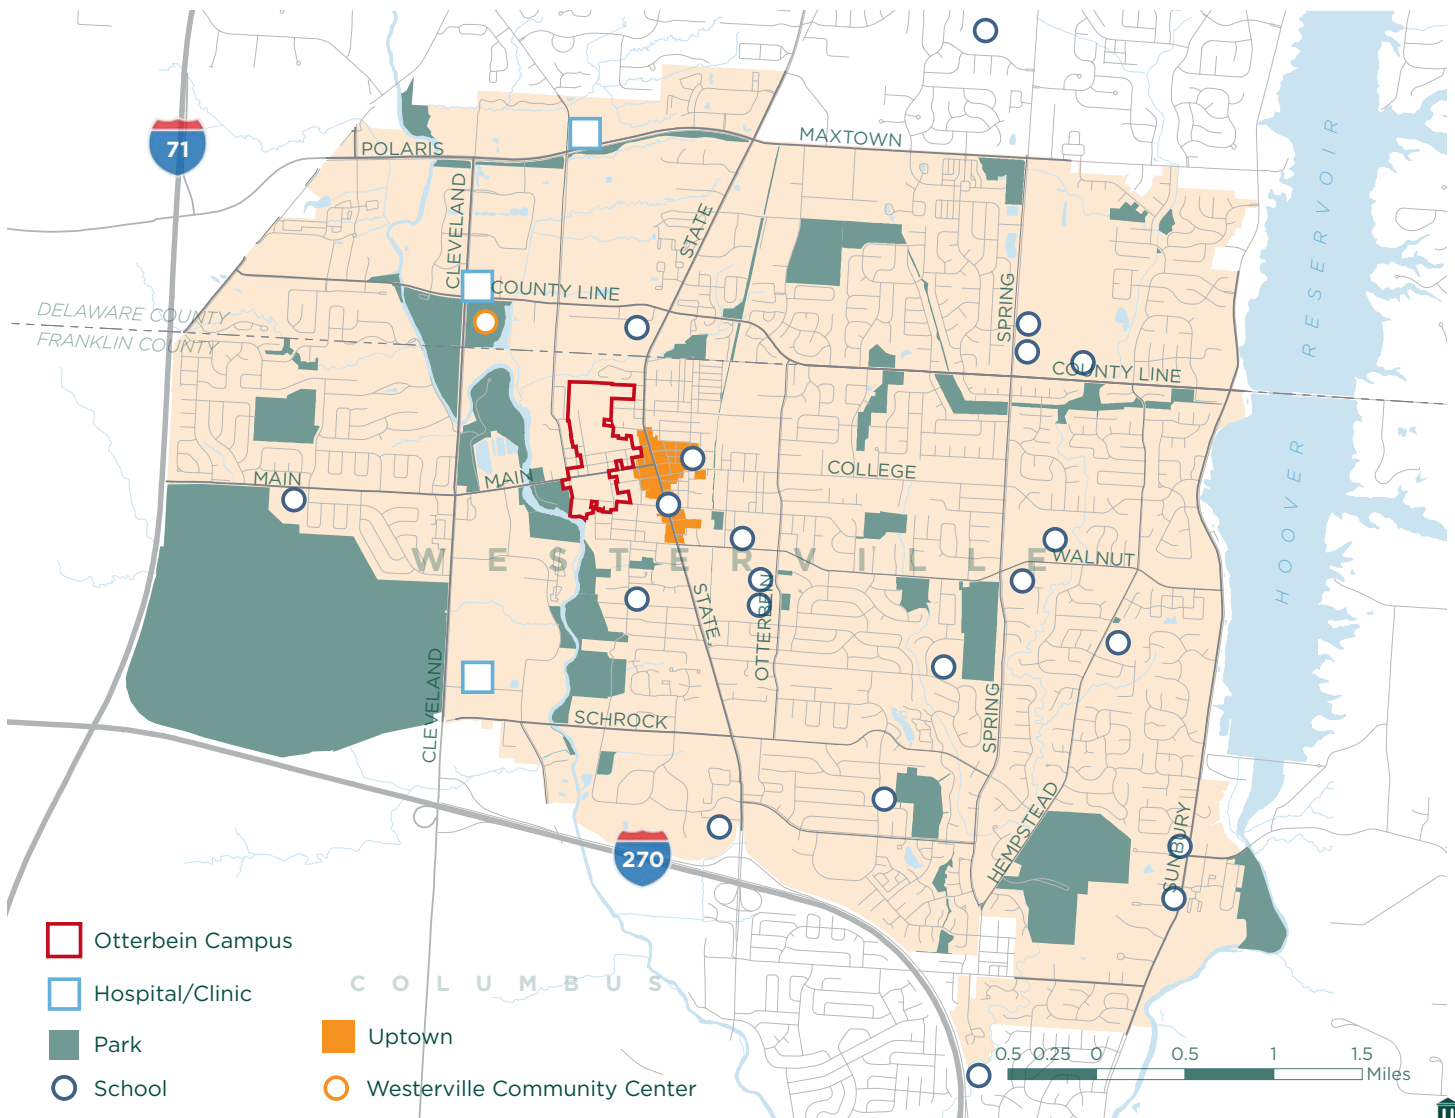 MAXTOWN
71
POLARIS
CLEVELAND
STATE
RESERVOIR
COUNTY LINE
SPRING
DELAWARE COUNTY
FRANKLIN COUNTY
COUNTY LINE
COLLEGE
MAIN
MAIN
HOOVER
WESTERVILLE
WALNUT
STATE
OTTERBEIN
CLEVELAND
SPRING
SCHROCK
HEMPSTEAD
SUNBURY
270
Otterbein Campus
Hospital/Clinic
COLUMBUS
Park
Uptown
School
Westerville Community Center
0.5 0.25 0 0.5 1 1.5
Miles